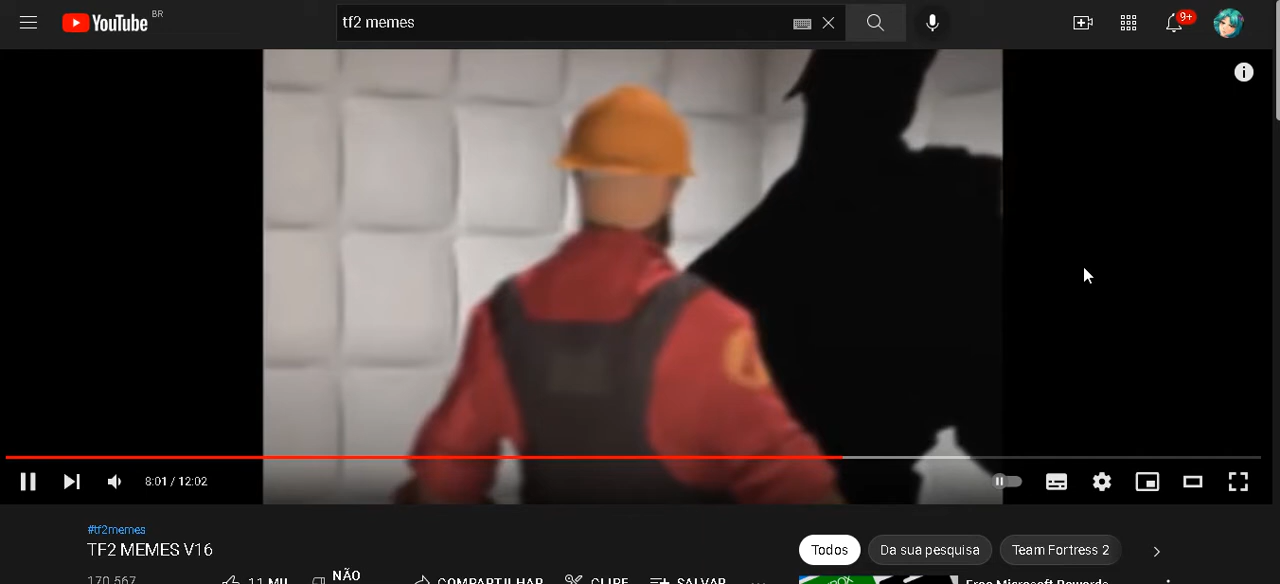 YouTube BR
tf2 memes
9+
8:01 / 12:02
#tf2memes
TF2 MEMES V16
Todos
Da sua pesquisa
Team Fortress 2
170.567
11 MIL
NÃO
COMPARTILHAR
CLIPE
SALVAR
Free Microsoft Rewards